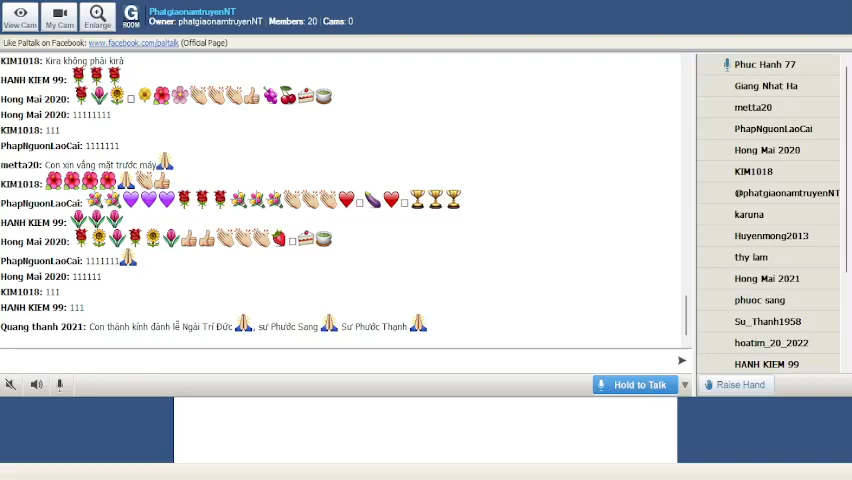 View Cam
My Cam
Enlarge
G
ROOM
PhatgiaonamtruyenNT
Owner: phatgiaonamtruyenNT | Members: 20 | Cams: 0
Like Paltalk on Facebook: www.facebook.com/paltalk (Official Page)
KIM1018: Kira không phải kirà
HANH KIEM 99:
Hong Mai 2020:
Hong Mai 2020: 11111111
KIM1018: 111
PhapNguonLaoCai: 1111111
metta20: Con xin vắng mặt trước máy
KIM1018:
PhapNguonLaoCai:
HANH KIEM 99:
Hong Mai 2020:
PhapNguonLaoCai: 1111111
Hong Mai 2020: 111111
KIM1018: 111
HANH KIEM 99: 111
Quang thanh 2021: Con thành kính đảnh lễ Ngài Trí Đức , sư Phước Sang Sư Phước Thạnh
Hold to Talk
Phuc Hanh 77
Giang Nhat Ha
metta20
PhapNguonLaoCai
Hong Mai 2020
KIM1018
@phatgiaonamtruyenNT
karuna
Huyenmong2013
thy lam
Hong Mai 2021
phuoc sang
Su_Thanh1958
hoatim_20_2022
HANH KIEM 99
Raise Hand